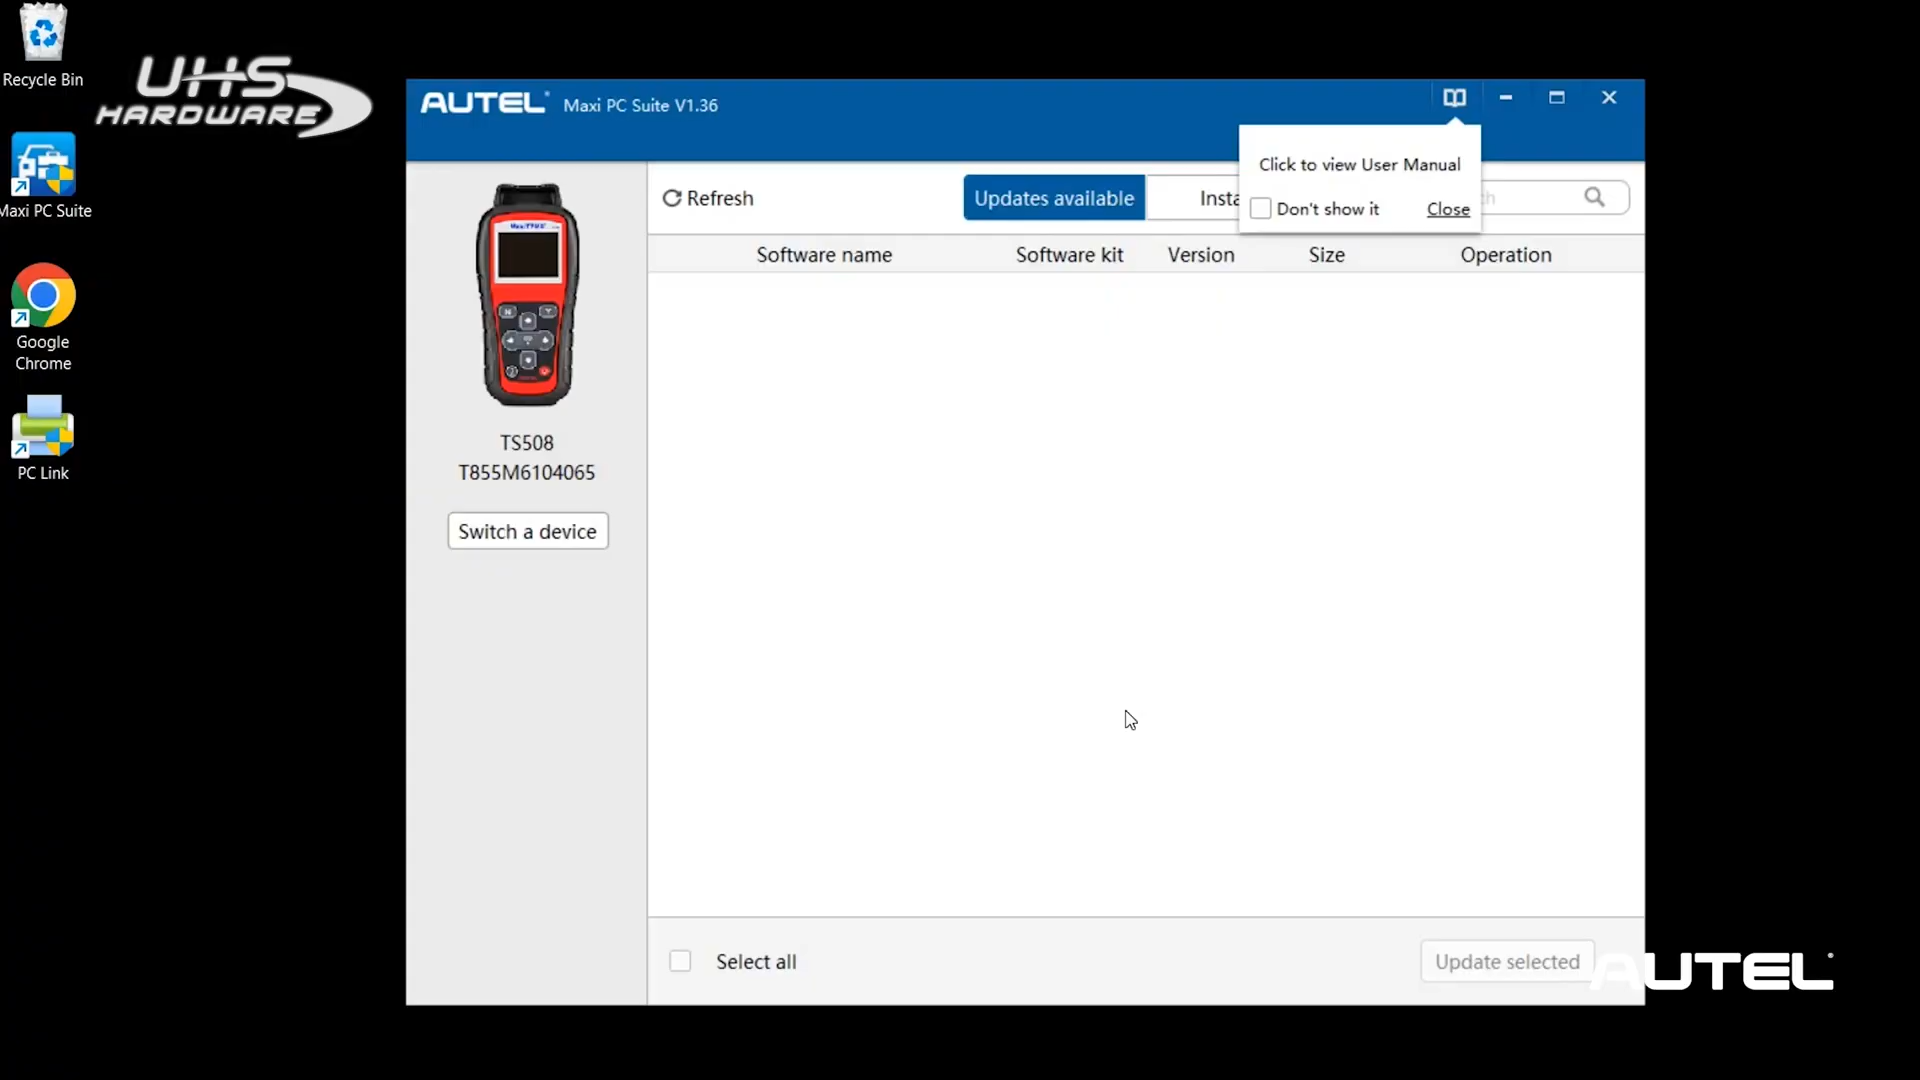 Recycle Bin
UHS
HARDWARE
Maxi PC Suite
Google
Chrome
PC Link
AUTEL
Maxi PC Suite V1.36
Click to view User Manual
Don't show it
Close
Refresh
Updates available
Software name
Software kit
Version
Size
Operation
TS508
T855M6104065
Switch a device
Select all
Update selected
AUTEL